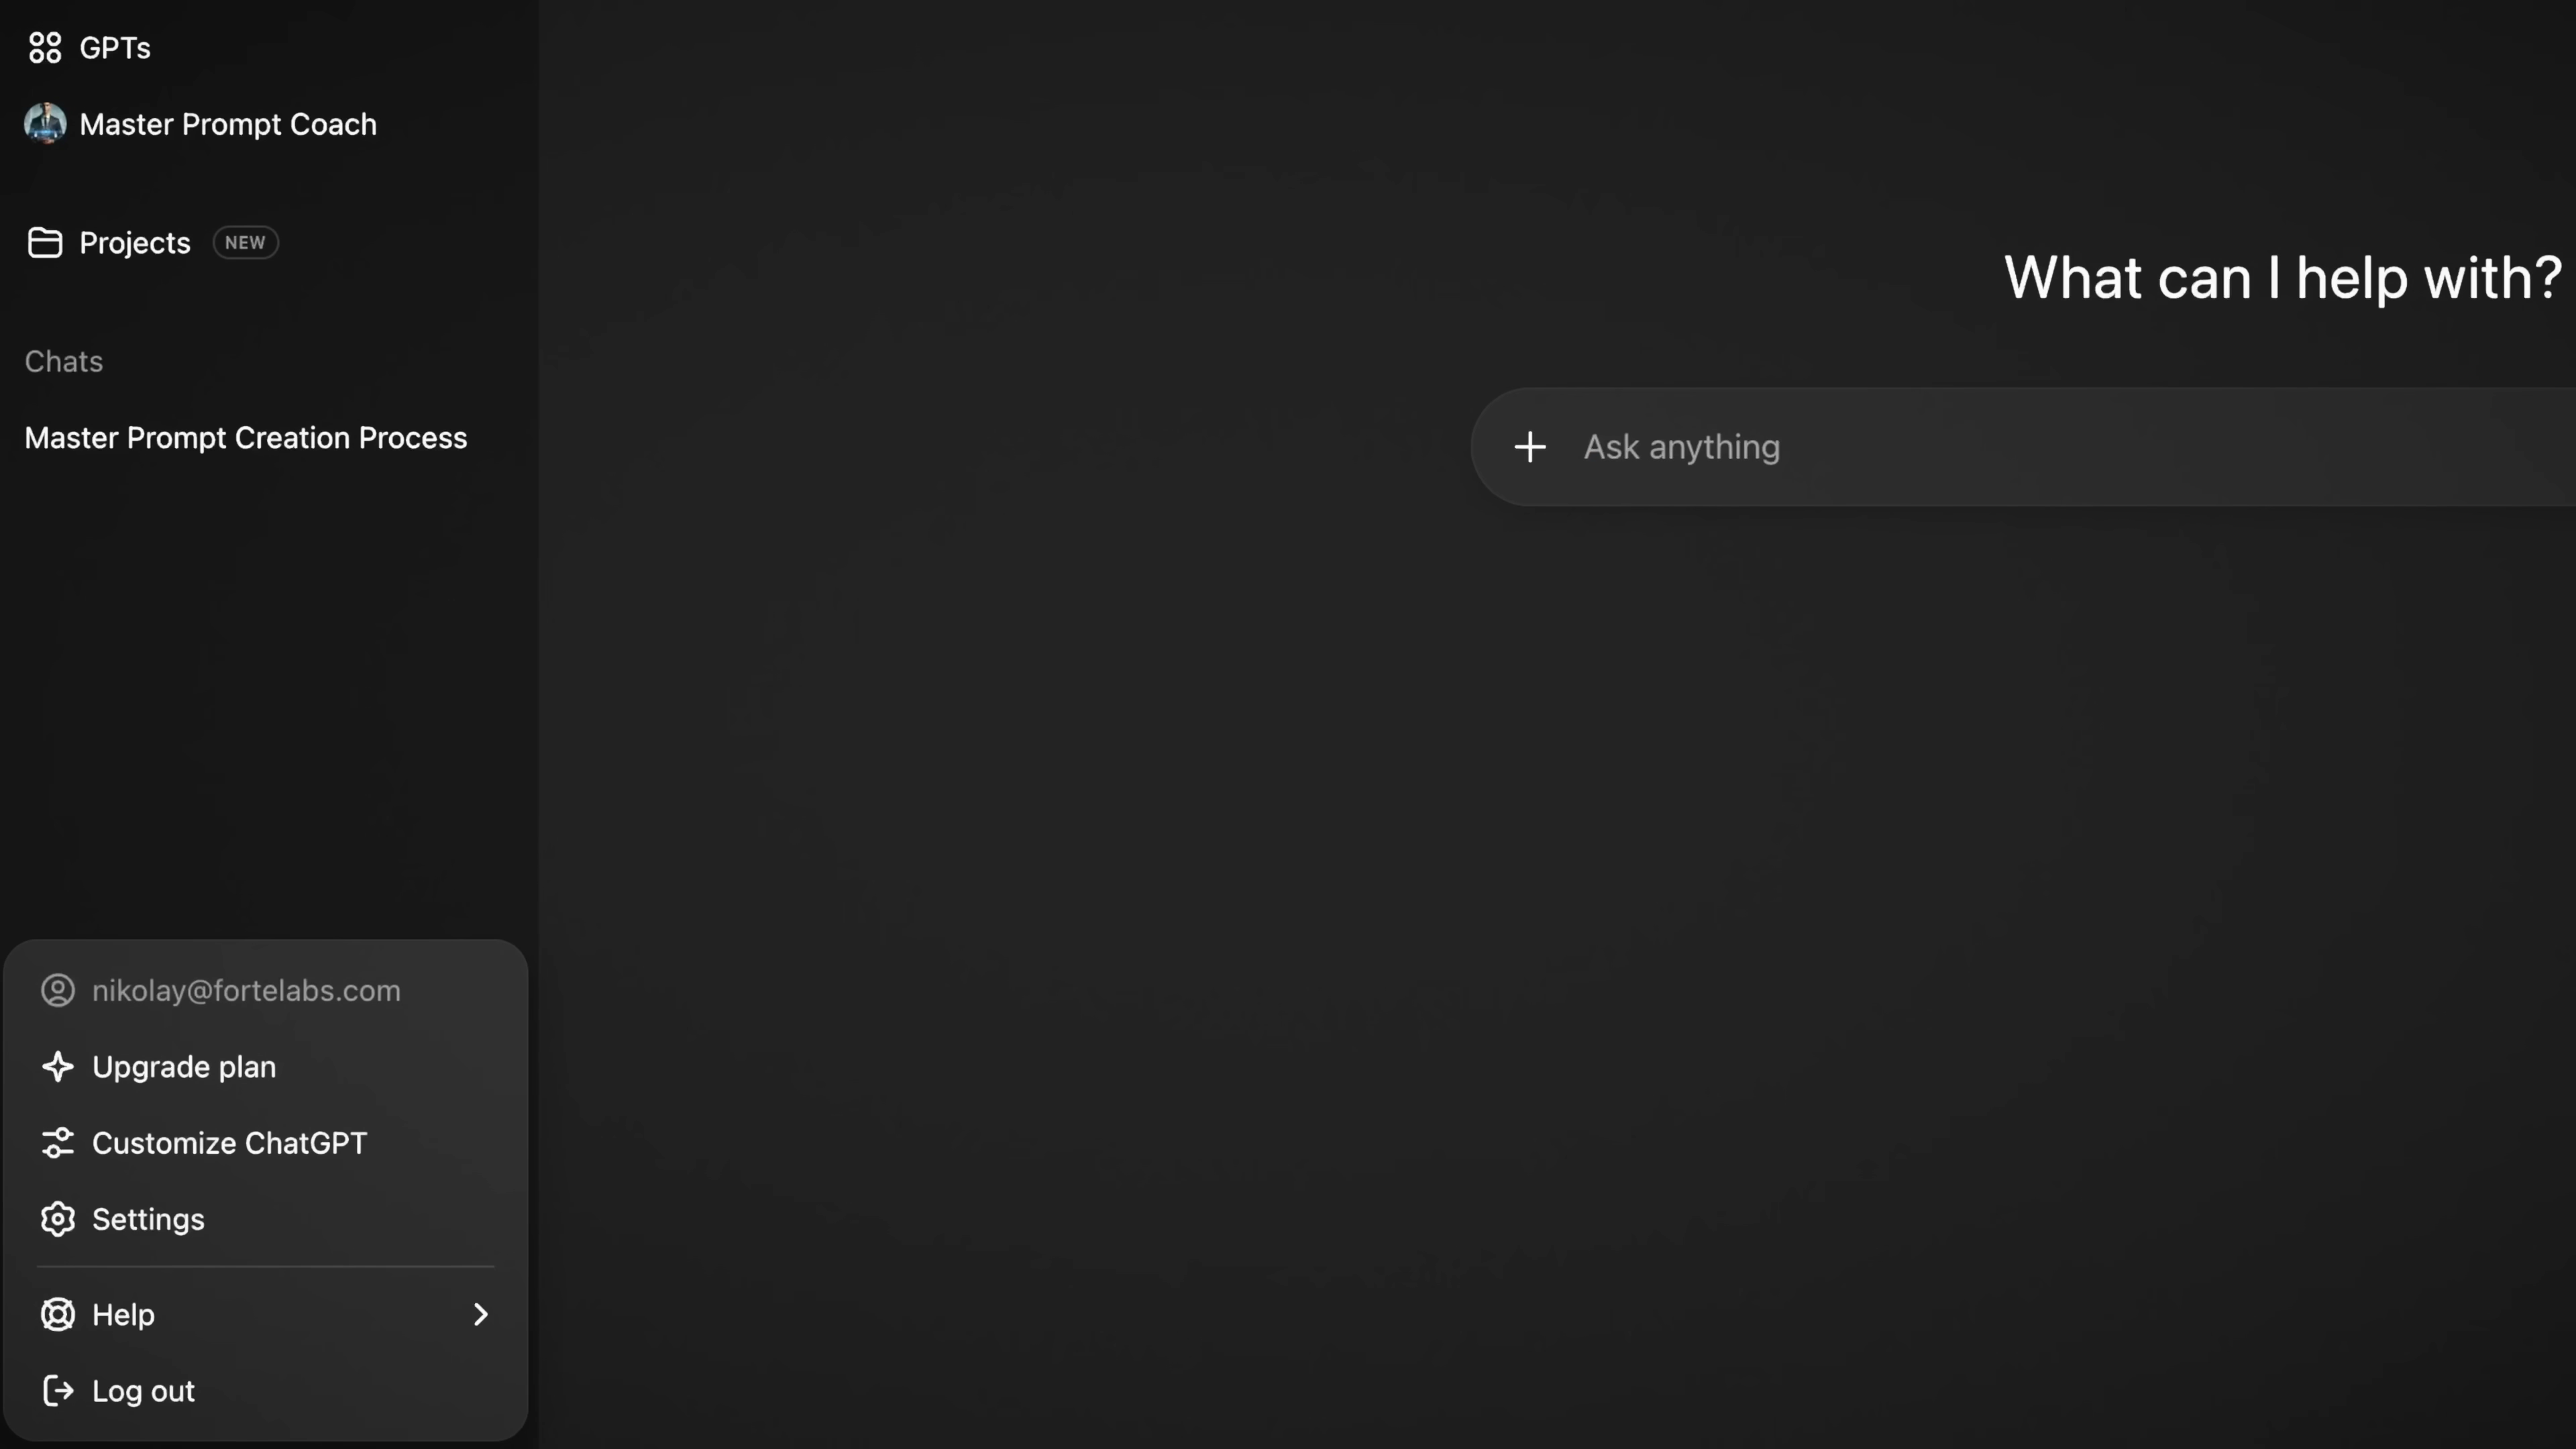 GPTs
Master Prompt Coach
Projects NEW
Chats
Master Prompt Creation Process
What can I help with?
Ask anything
nikolay@fortelabs.com
Upgrade plan
Customize ChatGPT
Settings
Help
Log out